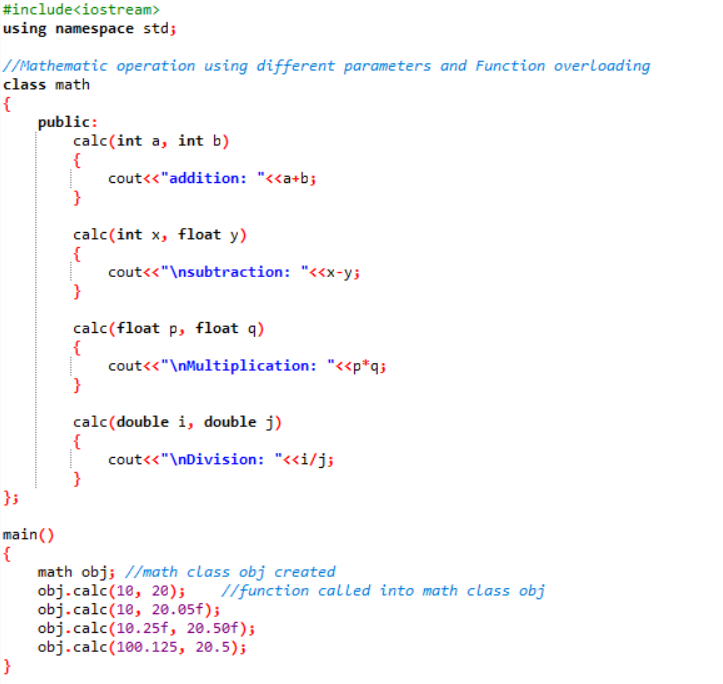 #include<iostream>
using namespace std;
//Mathematic operation using different parameters and Function overloading
class math
{
public:
calc(int a, int b)
{
cout<<"addition: "<<a+b;
}
calc(int x, float y)
{
cout<<"\nsubtraction: "<<x-y;
}
calc(float p, float q)
{
cout<<"\nMultiplication: "<<p*q;
}
calc(double i, double j)
{
cout<<"\nDivision: "<<i/j;
}
};
main()
{
math obj; //math class obj created
obj.calc(10, 20); //function called into math class obj
obj.calc(10, 20.05f);
obj.calc(10.25f, 20.50f);
obj.calc(100.125, 20.5);
}